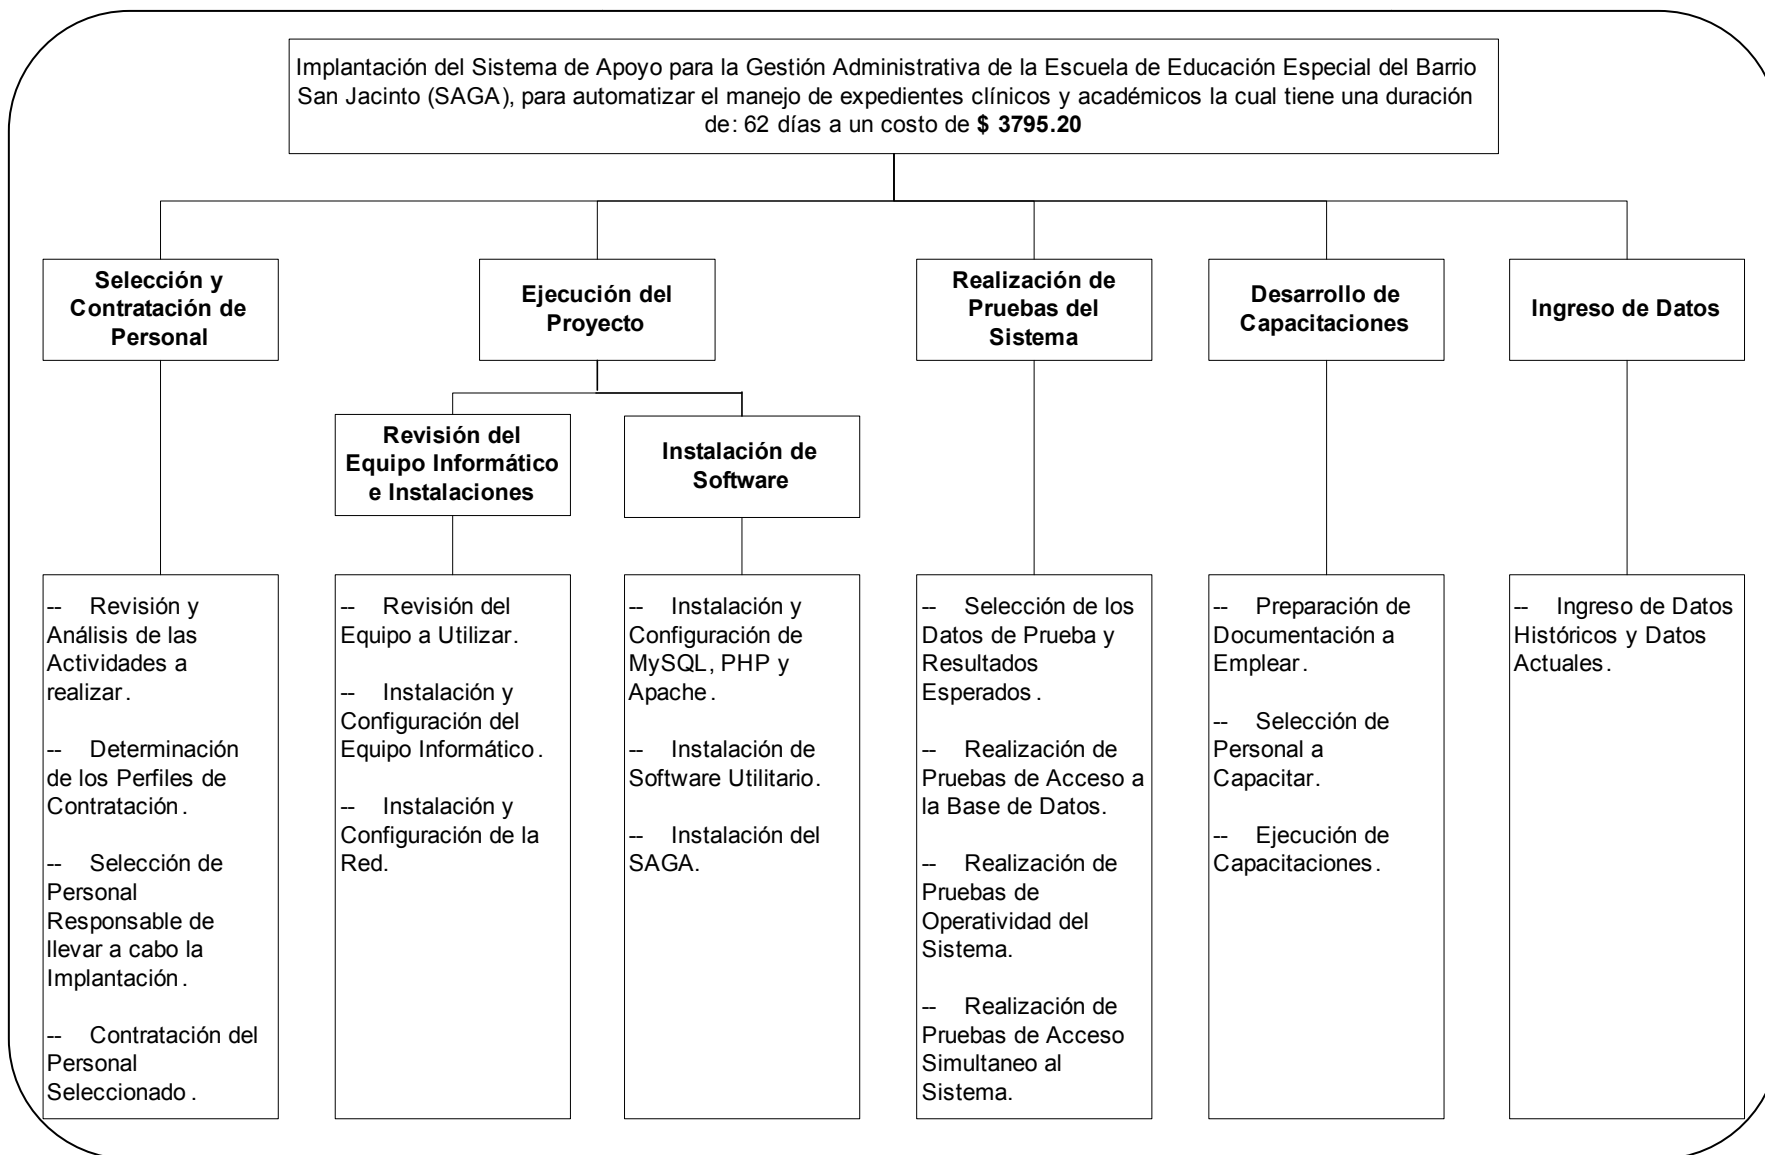 Implantación del Sistema de Apoyo para la Gestión Administrativa de la Escuela de Educación Especial del Barrio
San Jacinto (SAGA), para automatizar el manejo de expedientes clínicos y académicos la cual tiene una duración
de: 62 días a un costo de $ 3795.20
Selección y
Contratación de
Personal
Ejecución del
Proyecto
Realización de
Pruebas del
Sistema
Desarrollo de
Capacitaciones
Ingreso de Datos
Revisión del
Equipo Informático
e Instalaciones
Instalación de
Software
-- Revisión y
Análisis de las
Actividades a
realizar.
-- Determinación
de los Perfiles de
Contratación.
-- Selección de
Personal
Responsable de
llevar a cabo la
Implantación.
-- Contratación del
Personal
Seleccionado.
-- Revisión del
Equipo a Utilizar.
-- Instalación y
Configuración del
Equipo Informático.
-- Instalación y
Configuración de la
Red.
-- Instalación y
Configuración de
MySQL, PHP y
Apache.
-- Instalación de
Software Utilitario.
-- Instalación del
SAGA.
-- Selección de los
Datos de Prueba y
Resultados
Esperados.
-- Realización de
Pruebas de Acceso a
la Base de Datos.
-- Realización de
Pruebas de
Operatividad del
Sistema.
-- Realización de
Pruebas de Acceso
Simultaneo al
Sistema.
-- Preparación de
Documentación a
Emplear.
-- Selección de
Personal a
Capacitar.
-- Ejecución de
Capacitaciones.
-- Ingreso de Datos
Históricos y Datos
Actuales.